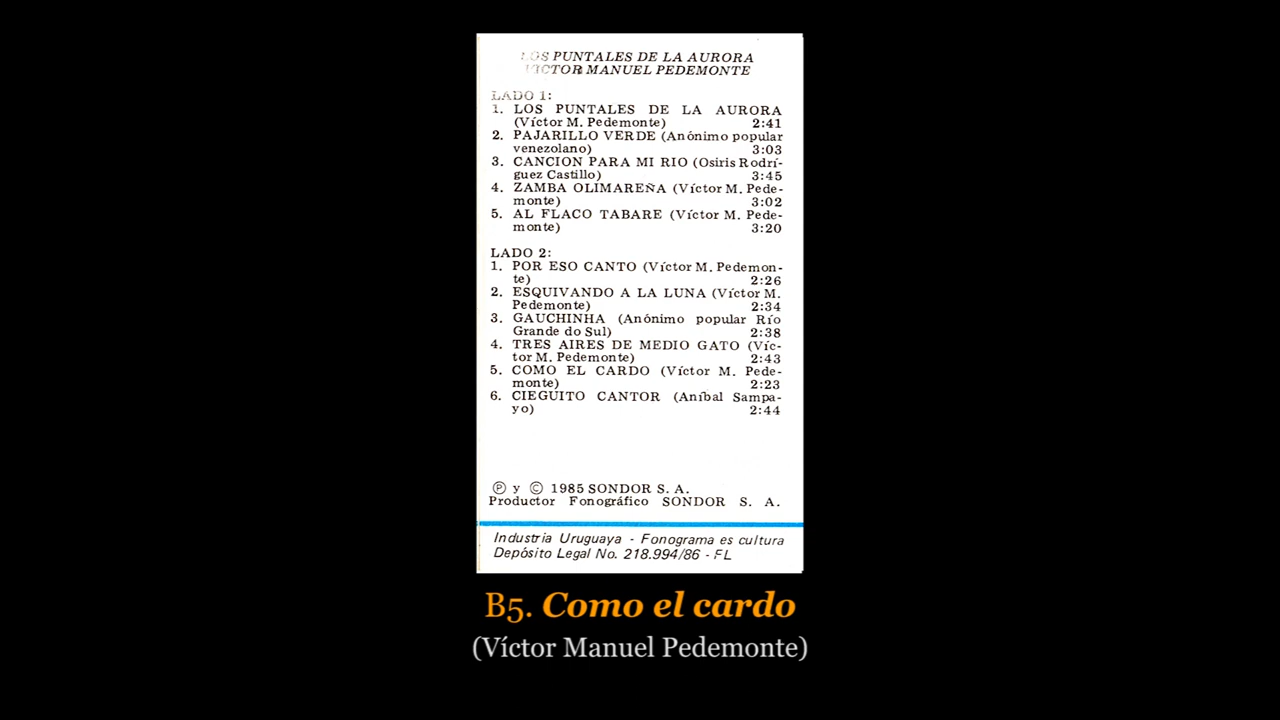 LOS PUNTALES DE LA AURORA
VICTOR MANUEL PEDEMONTE
LADO 1:
1. LOS PUNTALES DE LA AURORA
(Víctor M. Pedemonte) 2:41
2. PAJARILLO VERDE (Anónimo popular
venezolano) 3:03
3. CANCION PARA MI RIO (Osiris Rodrí-
guez Castillo) 3:45
4. ZAMBA OLIMAREÑA (Víctor M. Pede-
monte) 3:02
5. AL FLACO TABARE (Víctor M. Pede-
monte) 3:20
LADO 2:
1. POR ESO CANTO (Víctor M. Pedemon-
te) 2:26
2. ESQUIVANDO A LA LUNA (Víctor M.
Pedemonte) 2:34
3. GAUCHINHA (Anónimo popular Río
Grande do Sul) 2:38
4. TRES AIRES DE MEDIO GATO (Víc-
tor M. Pedemonte) 2:43
5. COMO EL CARDO (Víctor M. Pede-
monte) 2:23
6. CIEGUITO CANTOR (Aníbal Sampa-
yo) 2:44
Ⓟ y © 1985 SONDOR S. A.
Productor Fonográfico SONDOR S. A.
Industria Uruguaya - Fonograma es cultura
Depósito Legal No. 218.994/86 - FL
B5. Como el cardo
(Víctor Manuel Pedemonte)